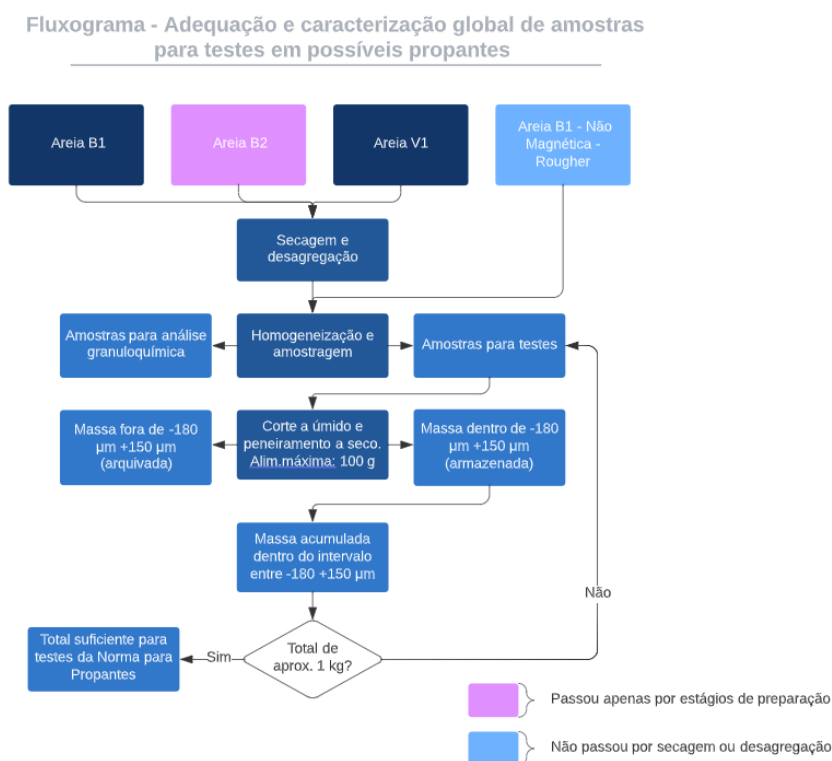 Fluxograma - Adequação e caracterização global de amostras
para testes em possíveis propantes
Areia B1
Areia B2
Areia V1
Areia B1 - Não
Magnética -
Rougher
Secagem e
desagregação
Amostras para análise
granuloquímica
Homogeneização e
amostragem
Amostras para testes
Massa fora de -180
µm +150 µm
(arquivada)
Corte a úmido e
peneiramento a seco.
Alim.máxima: 100 g
Massa dentro de -180
µm +150 µm
(armazenada)
Massa acumulada
dentro do intervalo
entre -180 +150 µm
Não
Total suficiente para
testes da Norma para
Propantes
Sim
Total de
aprox. 1 kg?
Passou apenas por estágios de preparação
Não passou por secagem ou desagregação